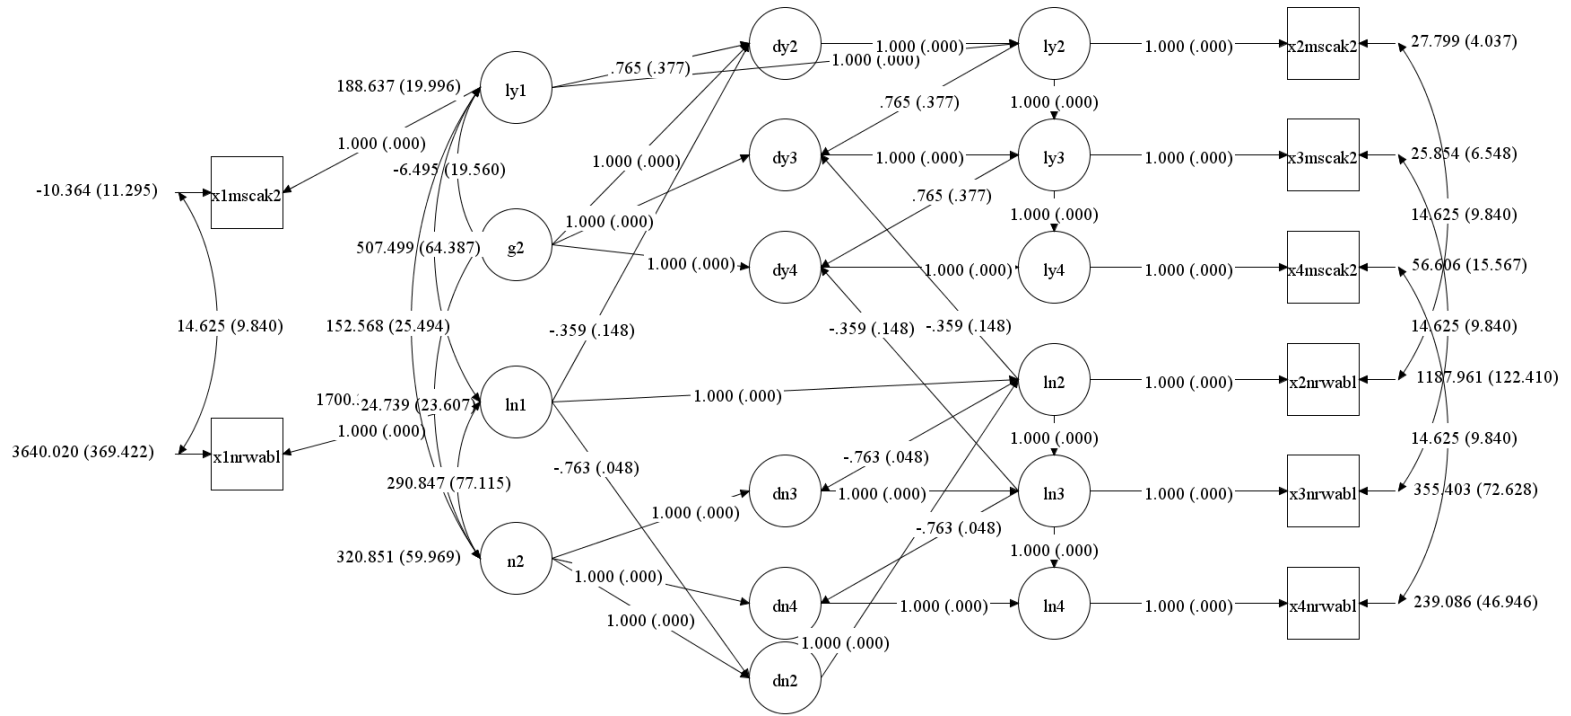 dy2
1.000 (.000)
ly2
1.000 (.000)
x2mscak2
27.799 (4.037)
1.000 (.000)
.765 (.377)
188.637 (19.996)
ly1
.765 (.377)
1.000 (.000)
1.000 (.000)
-6.495 (19.560)
1.000 (.000)
dy3
1.000 (.000)
ly3
1.000 (.000)
x3mscak2
25.854 (6.548)
-10.364 (11.295)
x1mscak2
.765 (.377)
1.000 (.000)
1.000 (.000)
14.625 (9.840)
507.499 (64.387)
g2
1.000 (.000)
dy4
1.000 (.000)
ly4
1.000 (.000)
x4mscak2
56.606 (15.567)
14.625 (9.840)
152.568 (25.494)
-.359 (.148)
-.359 (.148)
-.359 (.148)
14.625 (9.840)
ln2
1.000 (.000)
x2nrwabl
1187.961 (122.410)
1.000 (.000)
1700.
24.739 (23.607)
ln1
1.000 (.000)
1.000 (.000)
14.625 (9.840)
3640.020 (369.422)
x1nrwabl
-.763 (.048)
-.763 (.048)
290.847 (77.115)
dn3
1.000 (.000)
ln3
1.000 (.000)
x3nrwabl
355.403 (72.628)
1.000 (.000)
-.763 (.048)
320.851 (59.969)
n2
1.000 (.000)
1.000 (.000)
dn4
1.000 (.000)
ln4
1.000 (.000)
x4nrwabl
239.086 (46.946)
1.000 (.000)
1.000 (.000)
dn2